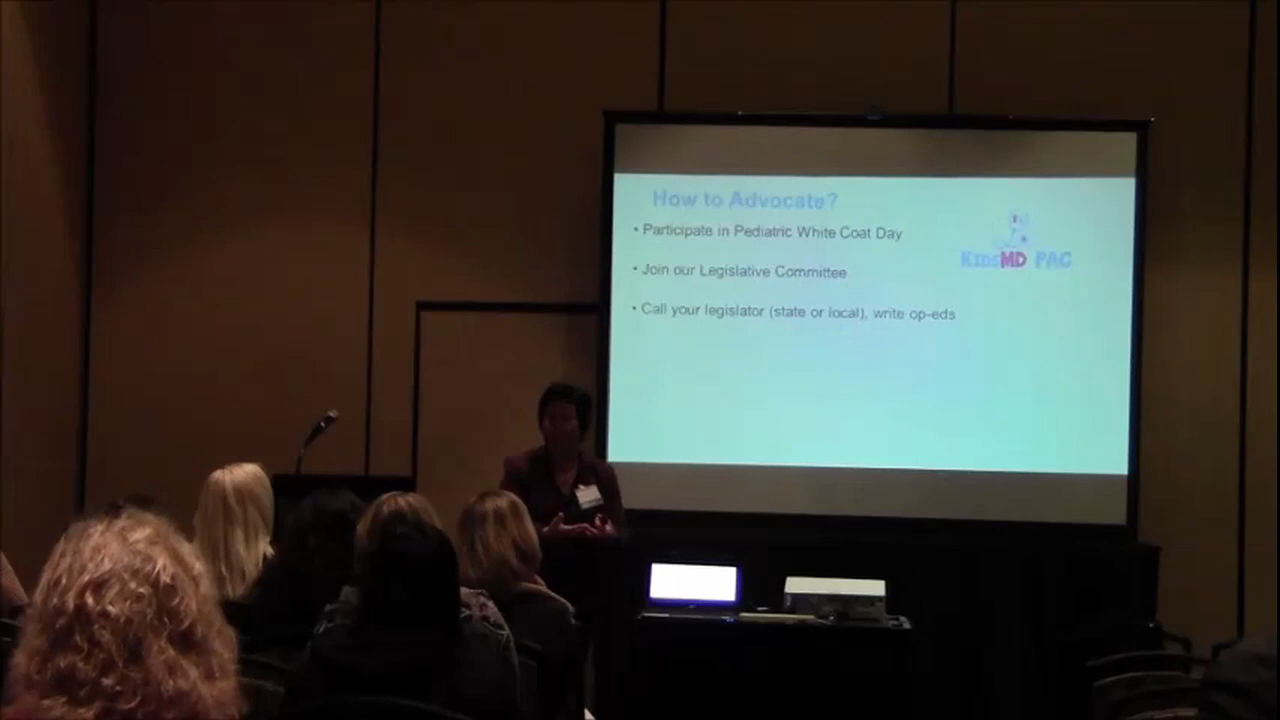 How to Advocate?
• Participate in Pediatric White Coat Day
• Join our Legislative Committee
• Call your legislator (state or local), write op-eds
KIDSMD PAC